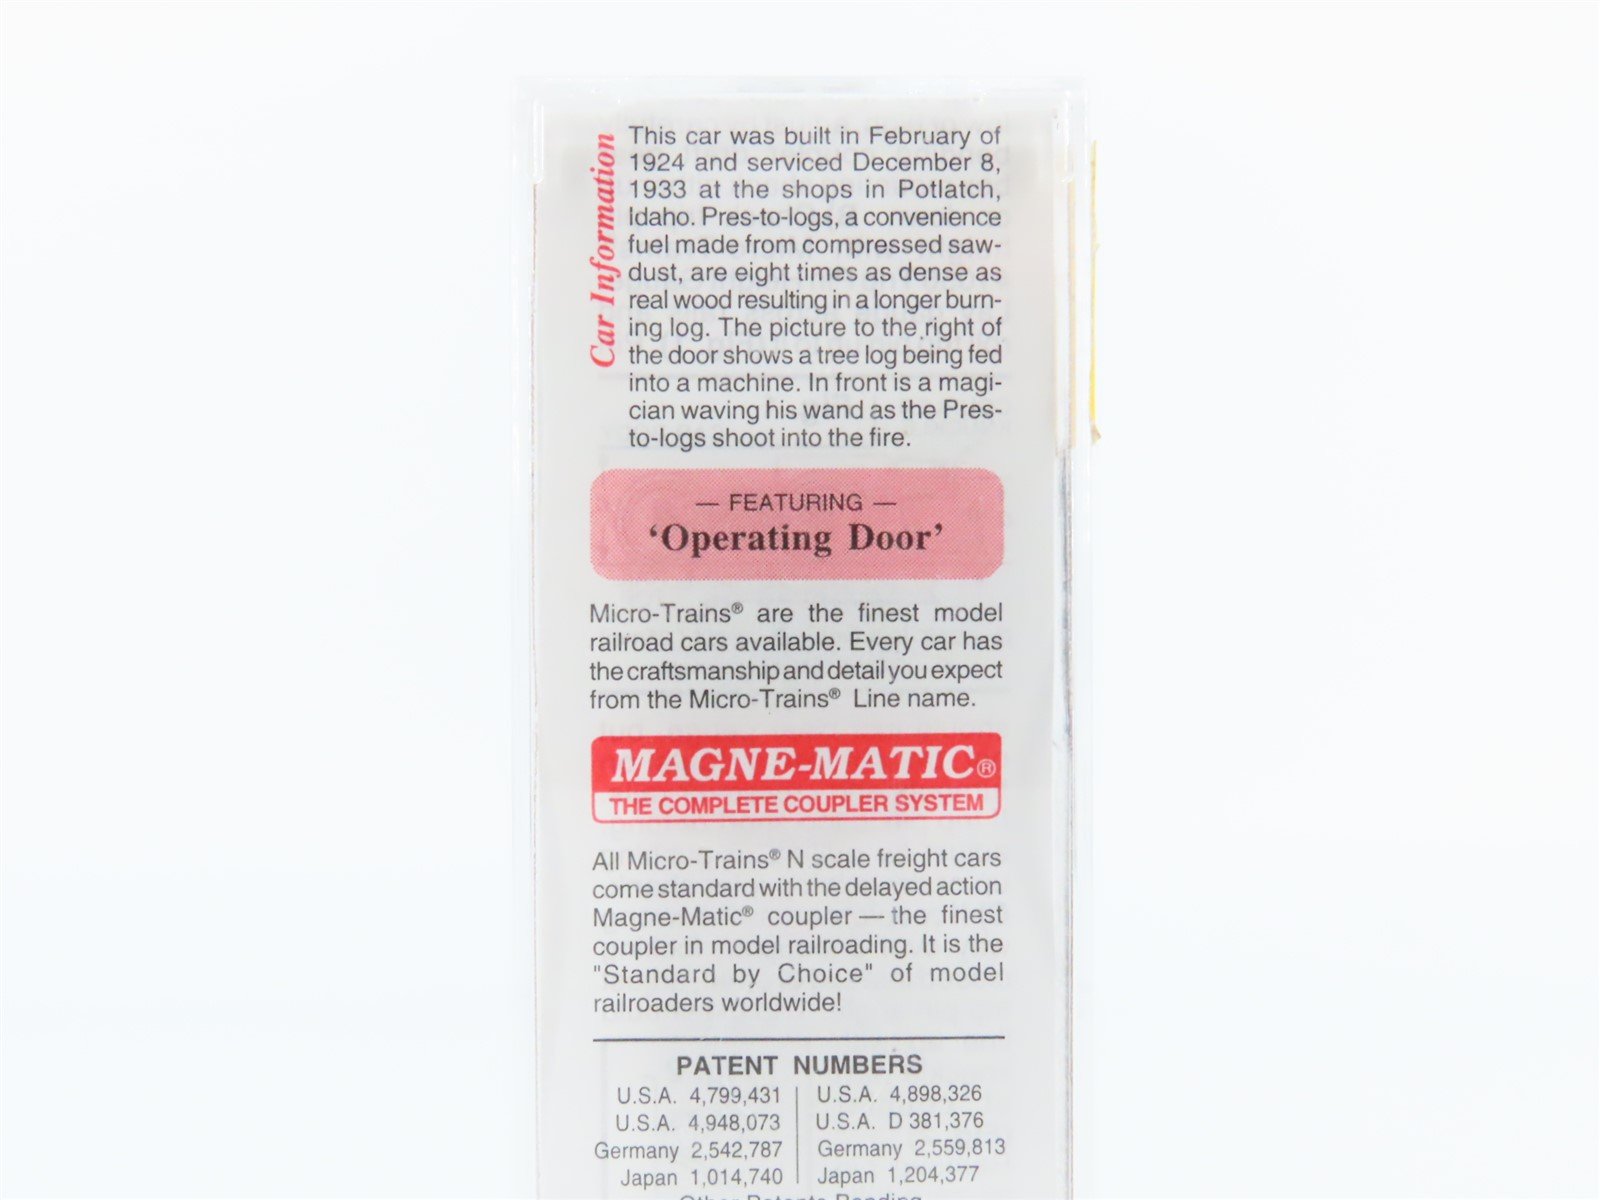 Car Information
This car was built in February of
1924 and serviced December 8,
1933 at the shops in Potlatch,
Idaho. Pres-to-logs, a convenience
fuel made from compressed saw-
dust, are eight times as dense as
real wood resulting in a longer burn-
ing log. The picture to the right of
the door shows a tree log being fed
into a machine. In front is a magi-
cian waving his wand as the Pres-
to-logs shoot into the fire.
— FEATURING —
‘Operating Door’
Micro-Trains® are the finest model
railroad cars available. Every car has
the craftsmanship and detail you expect
from the Micro-Trains® Line name.
MAGNE-MATIC®
THE COMPLETE COUPLER SYSTEM
All Micro-Trains® N scale freight cars
come standard with the delayed action
Magne-Matic® coupler — the finest
coupler in model railroading. It is the
"Standard by Choice" of model
railroaders worldwide!
PATENT NUMBERS
U.S.A. 4,799,431 | U.S.A. 4,898,326
U.S.A. 4,948,073 | U.S.A. D 381,376
Germany 2,542,787 | Germany 2,559,813
Japan 1,014,740 | Japan 1,204,377
Other Patents Pending